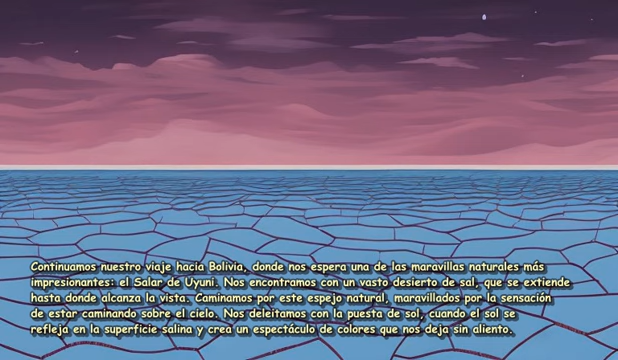 Continuamos nuestro viaje hacia Bolivia, donde nos espera una de las maravillas naturales más
impresionantes: el Salar de Uyuni. Nos encontramos con un vasto desierto de sal, que se extiende
hasta donde alcanza la vista. Caminamos por este espejo natural, maravillados por la sensación
de estar caminando sobre el cielo. Nos deleitamos con la puesta de sol, cuando el sol se
refleja en la superficie salina y crea un espectáculo de colores que nos deja sin aliento.